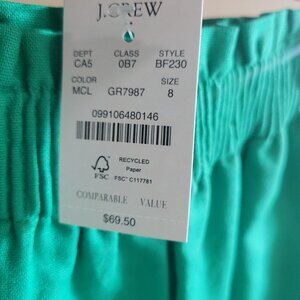 J.CREW
DEPT CLASS STYLE
CA5 0B7 BF230
COLOR SIZE
MCL GR7987 8
099106480146
RECYCLED
Paper
FSC FSC® C117781
COMPARABLE VALUE
$69.50